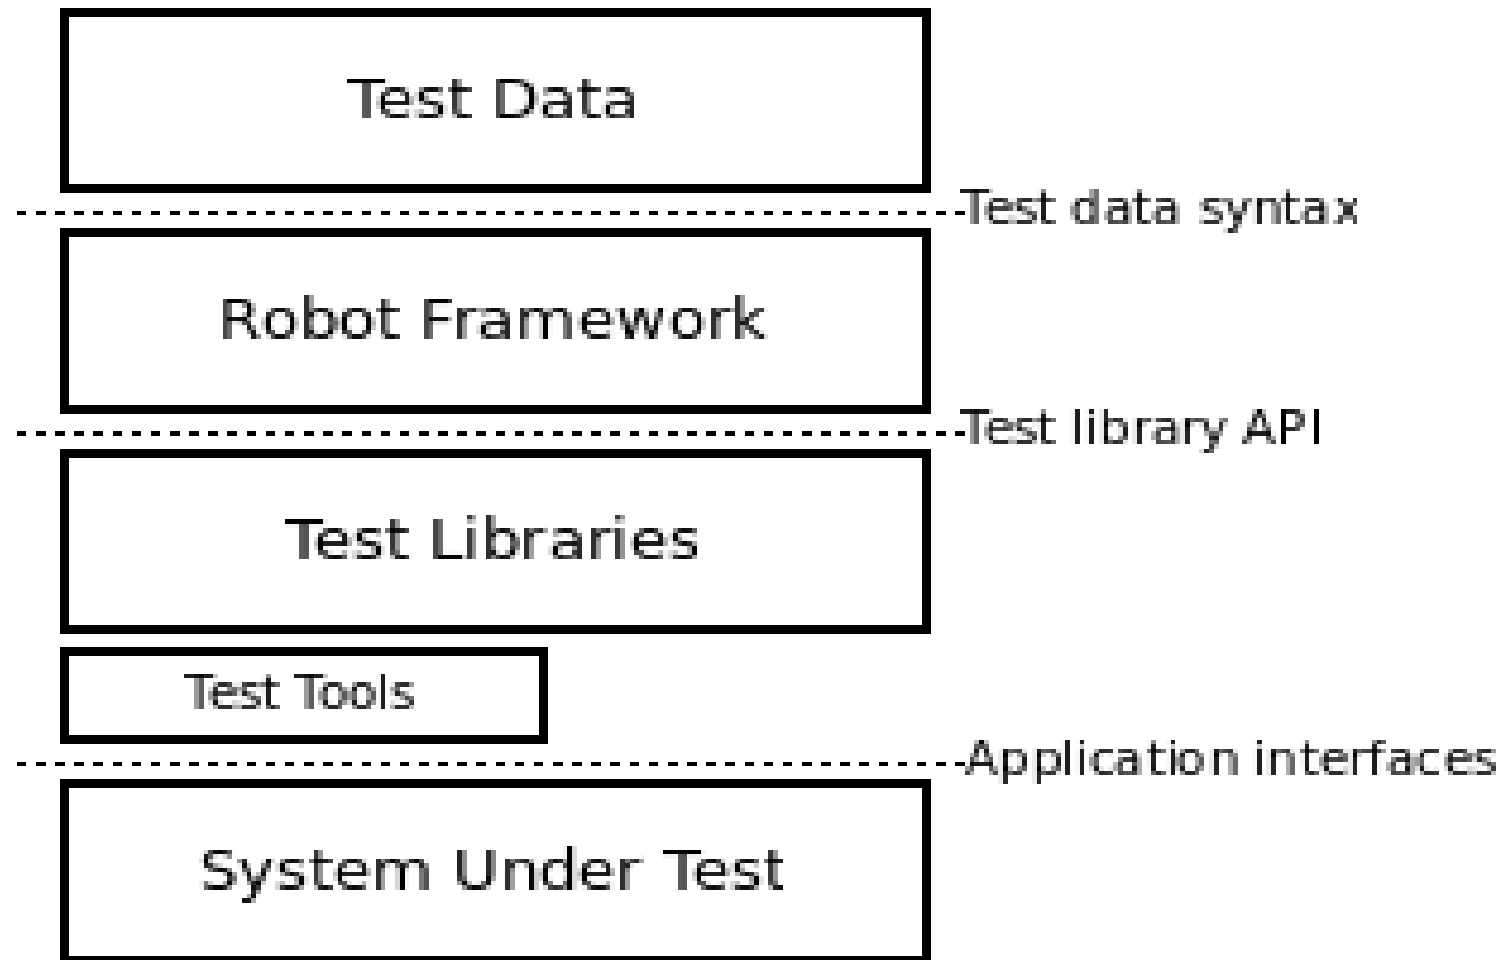 Test Data
Test data syntax
Robot Framework
Test library API
Test Libraries
Test Tools
Application interfaces
System Under Test